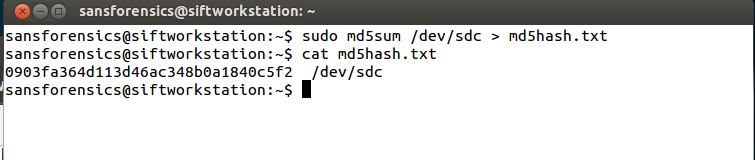 sansforensics@siftworkstation: ~
sansforensics@siftworkstation:~$ sudo md5sum /dev/sdc > md5hash.txt
sansforensics@siftworkstation:~$ cat md5hash.txt
0903fa364d113d46ac348b0a1840c5f2  /dev/sdc
sansforensics@siftworkstation:~$